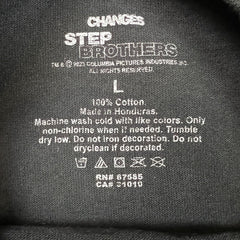 CHANGES
STEP
BROTHERS
TM & © 2023 COLUMBIA PICTURES INDUSTRIES INC.
ALL RIGHTS RESERVED.
L
100% Cotton.
Made in Honduras.
Machine wash cold with like colors. Only
non-chlorine when if needed. Tumble
dry low. Do not iron decoration. Do not
dryclean if decorated.
RN# 87585
CA# 31010